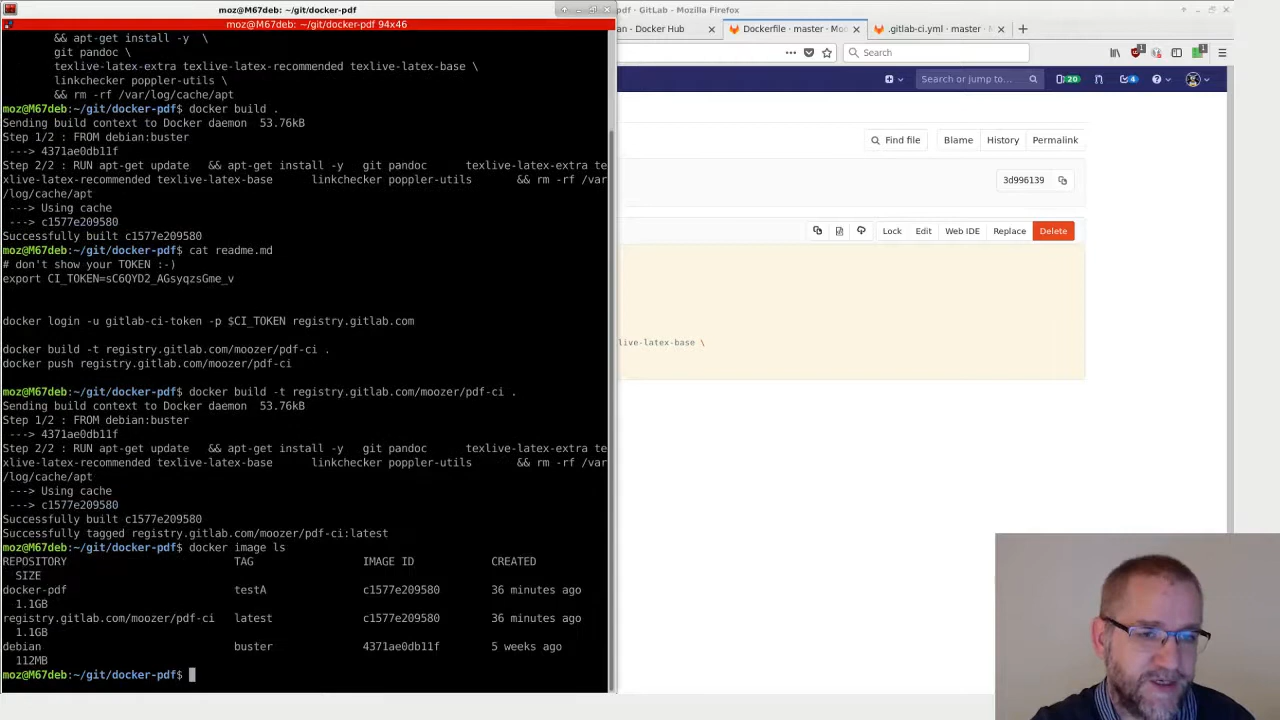 moz@M67deb: ~/git/docker-pdf
moz@M67deb: ~/git/docker-pdf 94x46
&& apt-get install -y  \
git pandoc \
texlive-latex-extra texlive-latex-recommended texlive-latex-base \
linkchecker poppler-utils \
&& rm -rf /var/log/cache/apt
moz@M67deb:~/git/docker-pdf$ docker build .
Sending build context to Docker daemon  53.76kB
Step 1/2 : FROM debian:buster
---> 4371ae0db11f
Step 2/2 : RUN apt-get update   && apt-get install -y   git pandoc      texlive-latex-extra te
xlive-latex-recommended texlive-latex-base      linkchecker poppler-utils       && rm -rf /var
/log/cache/apt
---> Using cache
---> c1577e209580
Successfully built c1577e209580
moz@M67deb:~/git/docker-pdf$ cat readme.md
# don't show your TOKEN :-)
export CI_TOKEN=sC6QYD2_AGsyqzsGme_v
docker login -u gitlab-ci-token -p $CI_TOKEN registry.gitlab.com
docker build -t registry.gitlab.com/moozer/pdf-ci .
docker push registry.gitlab.com/moozer/pdf-ci
moz@M67deb:~/git/docker-pdf$ docker build -t registry.gitlab.com/moozer/pdf-ci .
Sending build context to Docker daemon  53.76kB
Step 1/2 : FROM debian:buster
---> 4371ae0db11f
Step 2/2 : RUN apt-get update   && apt-get install -y   git pandoc      texlive-latex-extra te
xlive-latex-recommended texlive-latex-base      linkchecker poppler-utils       && rm -rf /var
/log/cache/apt
---> Using cache
---> c1577e209580
Successfully built c1577e209580
Successfully tagged registry.gitlab.com/moozer/pdf-ci:latest
moz@M67deb:~/git/docker-pdf$ docker image ls
REPOSITORY TAG IMAGE ID CREATED
SIZE
docker-pdf testA c1577e209580 36 minutes ago
1.1GB
registry.gitlab.com/moozer/pdf-ci latest c1577e209580 36 minutes ago
1.1GB
debian buster 4371ae0db11f 5 weeks ago
112MB
moz@M67deb:~/git/docker-pdf$
pdf · GitLab - Mozilla Firefox
an - Docker Hub
Dockerfile · master · Mo
.gitlab-ci.yml · master ·
Search
Search or jump to...
20
4
Find file
Blame
History
Permalink
3d996139
Lock
Edit
Web IDE
Replace
Delete
live-latex-base \